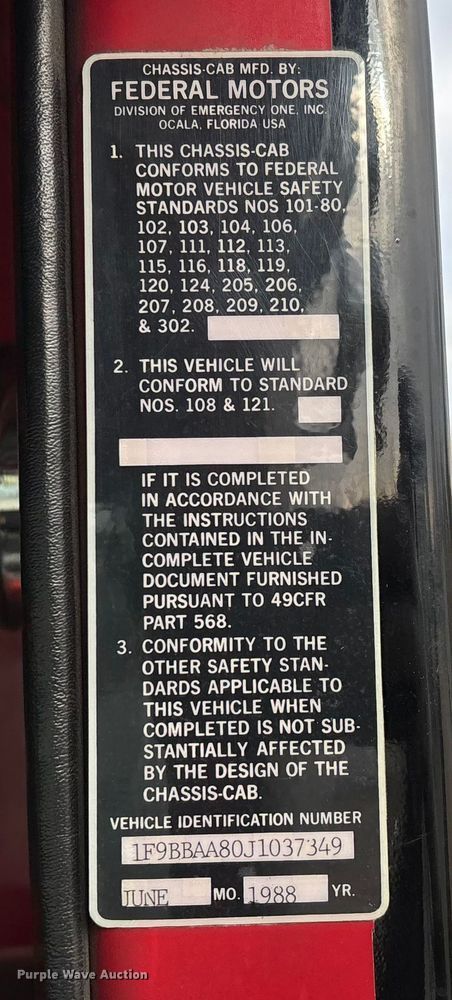 CHASSIS-CAB MFD. BY:
FEDERAL MOTORS
DIVISION OF EMERGENCY ONE, INC.
OCALA, FLORIDA USA
1. THIS CHASSIS-CAB
CONFORMS TO FEDERAL
MOTOR VEHICLE SAFETY
STANDARDS NOS 101-80,
102, 103, 104, 106,
107, 111, 112, 113,
115, 116, 118, 119,
120, 124, 205, 206,
207, 208, 209, 210,
& 302.
2. THIS VEHICLE WILL
CONFORM TO STANDARD
NOS. 108 & 121.
IF IT IS COMPLETED
IN ACCORDANCE WITH
THE INSTRUCTIONS
CONTAINED IN THE IN-
COMPLETE VEHICLE
DOCUMENT FURNISHED
PURSUANT TO 49CFR
PART 568.
3. CONFORMITY TO THE
OTHER SAFETY STAN-
DARDS APPLICABLE TO
THIS VEHICLE WHEN
COMPLETED IS NOT SUB-
STANTIALLY AFFECTED
BY THE DESIGN OF THE
CHASSIS-CAB.
VEHICLE IDENTIFICATION NUMBER
1F9BBAA80J1037349
JUNE MO. 1988 YR.
Purple Wave Auction